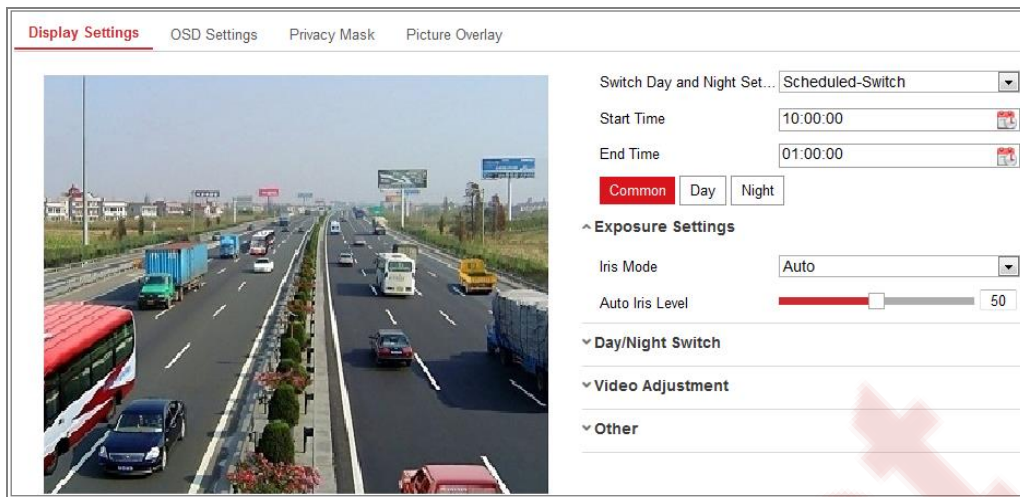 Display Settings OSD Settings Privacy Mask Picture Overlay
Switch Day and Night Set... Scheduled-Switch
Start Time 10:00:00
End Time 01:00:00
Common Day Night
Exposure Settings
Iris Mode Auto
Auto Iris Level 50
Day/Night Switch
Video Adjustment
Other